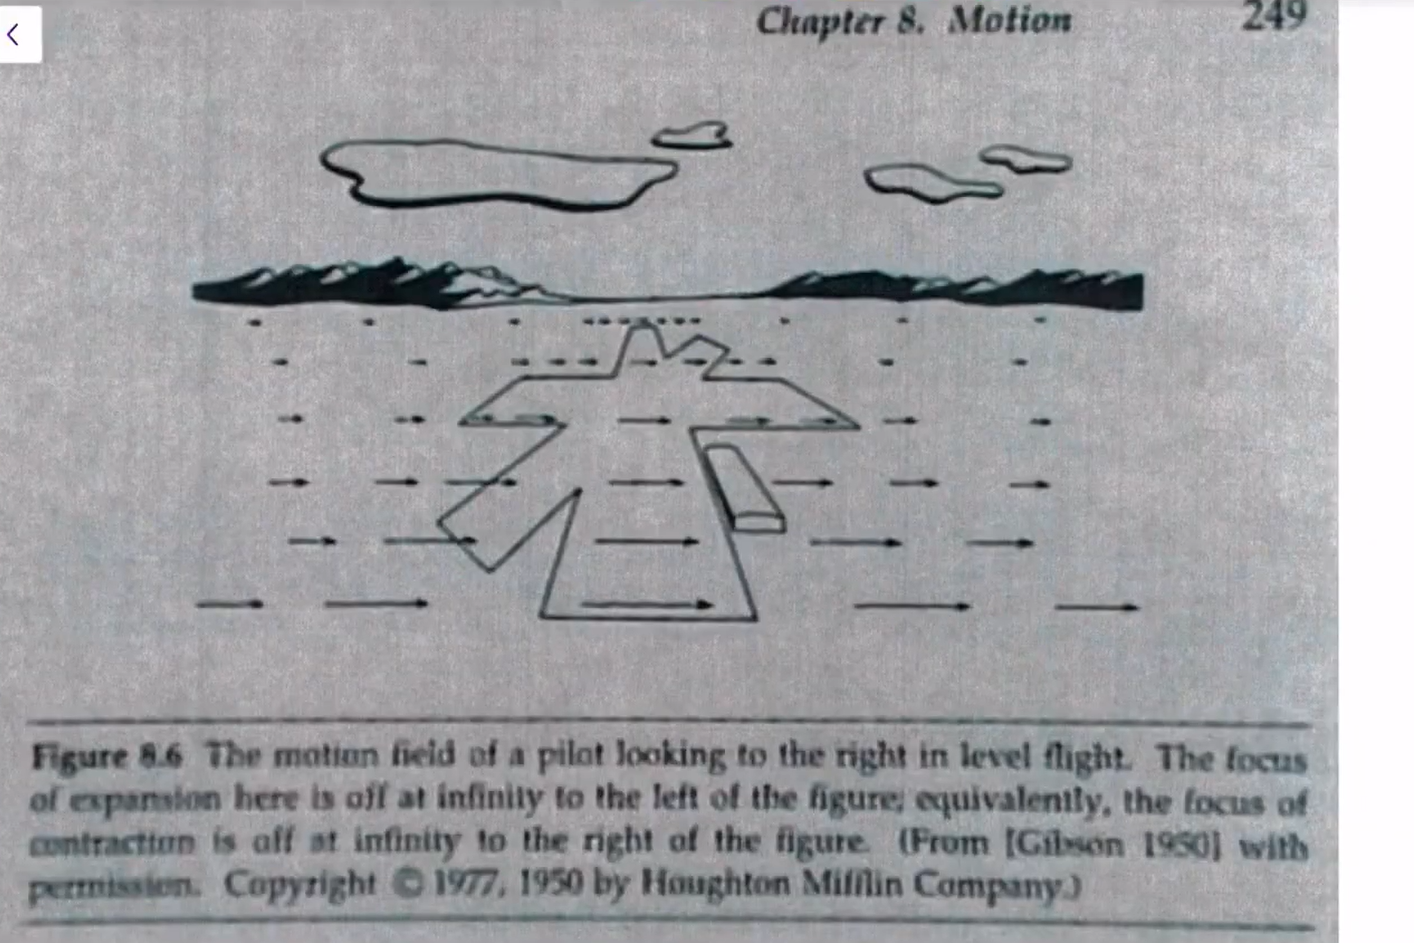 Chapter 8. Motion 249
Figure 8.6 The motion field of a pilot looking to the right in level flight. The focus
of expansion here is off at infinity to the left of the figure; equivalently, the focus of
contraction is off at infinity to the right of the figure. (From [Gibson 1950] with
permission. Copyright © 1977, 1950 by Houghton Mifflin Company.)